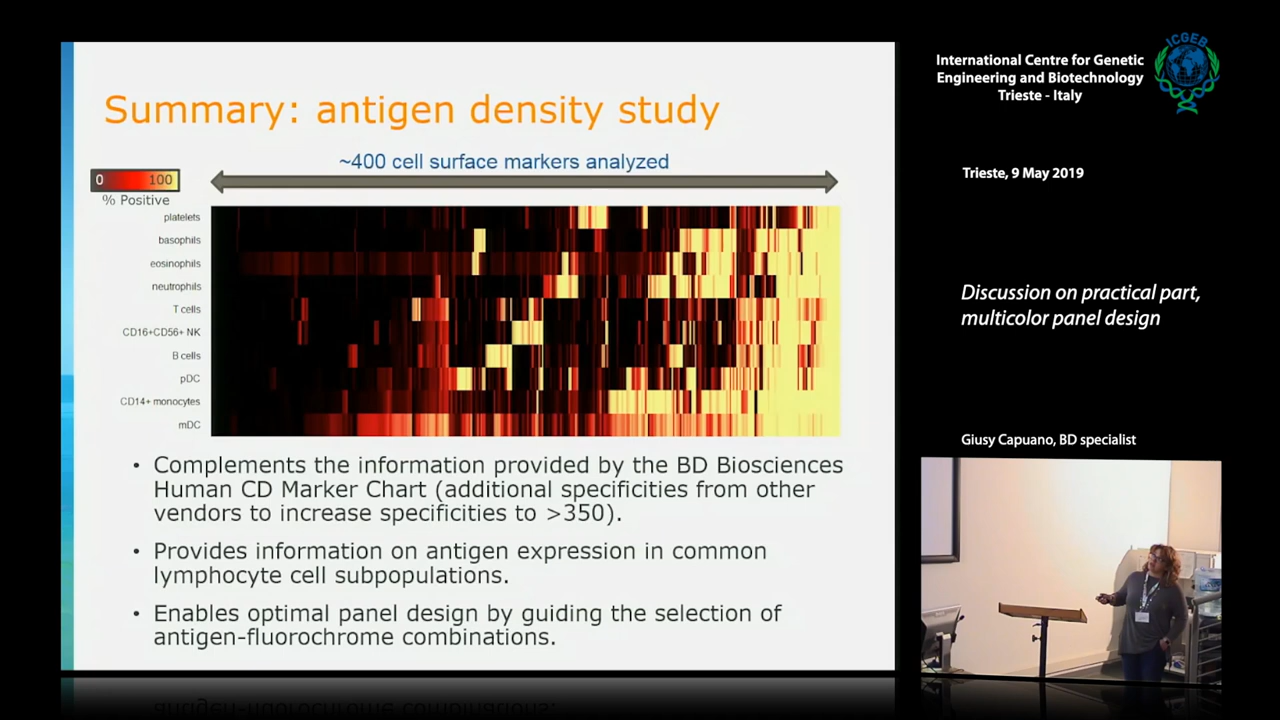 Summary: antigen density study
~400 cell surface markers analyzed
0 100
% Positive
platelets
basophils
eosinophils
neutrophils
T cells
CD16+CD56+ NK
B cells
pDC
CD14+ monocytes
mDC
• Complements the information provided by the BD Biosciences
Human CD Marker Chart (additional specificities from other
vendors to increase specificities to >350).
• Provides information on antigen expression in common
lymphocyte cell subpopulations.
• Enables optimal panel design by guiding the selection of
antigen-fluorochrome combinations.
International Centre for Genetic
Engineering and Biotechnology
Trieste - Italy
ICGEB
Trieste, 9 May 2019
Discussion on practical part,
multicolor panel design
Giusy Capuano, BD specialist